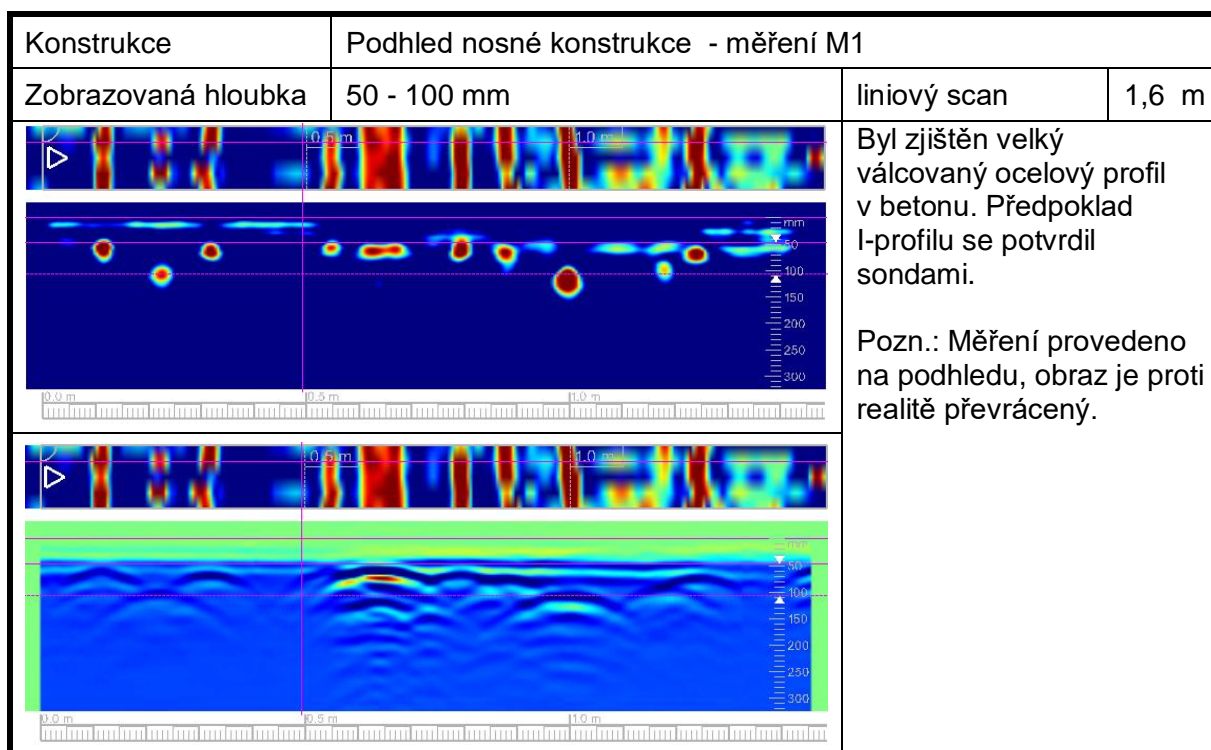 Konstrukce
Podhled nosné konstrukce - měření M1
Zobrazovaná hloubka
50 - 100 mm
liniový scan
1,6 m
0.5 m
1.0 m
mm
50
100
150
200
250
300
0.0 m
0.5 m
1.0 m
Byl zjištěn velký
válcovaný ocelový profil
v betonu. Předpoklad
I-profilu se potvrdil
sondami.
Pozn.: Měření provedeno
na podhledu, obraz je proti
realitě převrácený.
0.5 m
1.0 m
mm
50
100
150
200
250
300
0.0 m
0.5 m
1.0 m